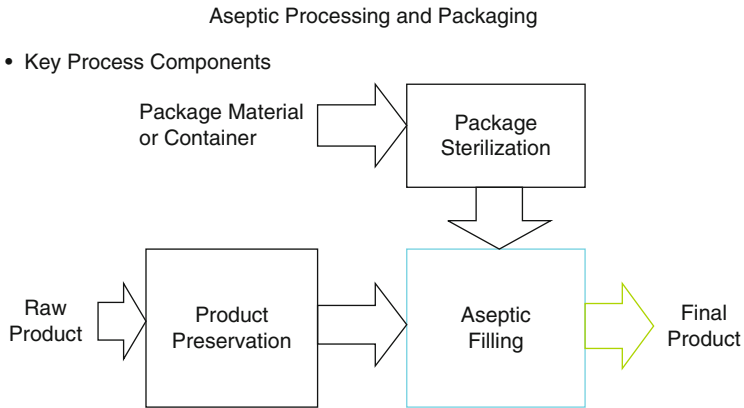 Aseptic Processing and Packaging
• Key Process Components
Package Material
or Container
Package
Sterilization
Raw
Product
Product
Preservation
Aseptic
Filling
Final
Product